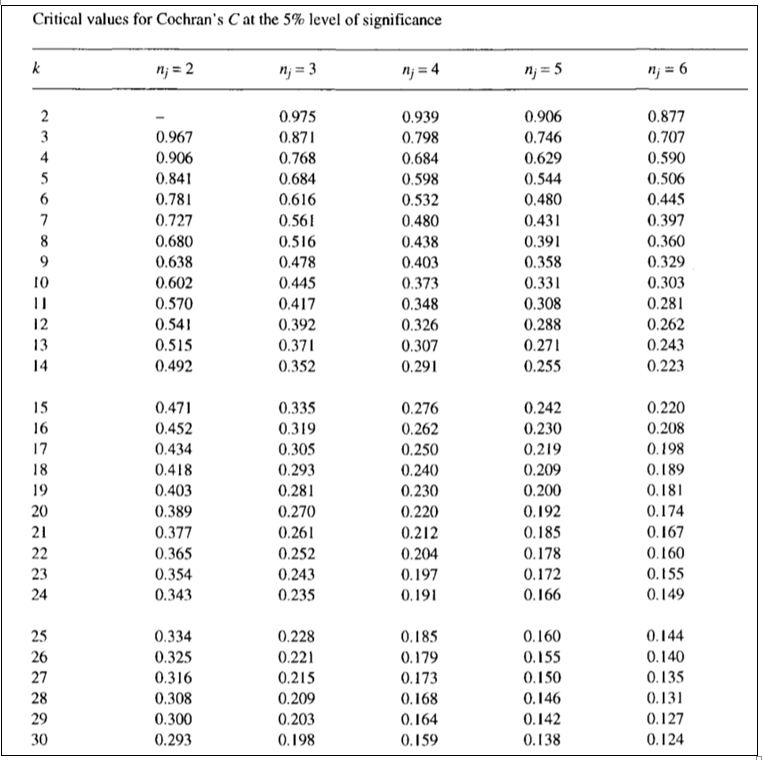 Critical values for Cochran's C at the 5% level of significance
k nj = 2 nj = 3 nj = 4 nj = 5 nj = 6
2 – 0.975 0.939 0.906 0.877
3 0.967 0.871 0.798 0.746 0.707
4 0.906 0.768 0.684 0.629 0.590
5 0.841 0.684 0.598 0.544 0.506
6 0.781 0.616 0.532 0.480 0.445
7 0.727 0.561 0.480 0.431 0.397
8 0.680 0.516 0.438 0.391 0.360
9 0.638 0.478 0.403 0.358 0.329
10 0.602 0.445 0.373 0.331 0.303
11 0.570 0.417 0.348 0.308 0.281
12 0.541 0.392 0.326 0.288 0.262
13 0.515 0.371 0.307 0.271 0.243
14 0.492 0.352 0.291 0.255 0.223
15 0.471 0.335 0.276 0.242 0.220
16 0.452 0.319 0.262 0.230 0.208
17 0.434 0.305 0.250 0.219 0.198
18 0.418 0.293 0.240 0.209 0.189
19 0.403 0.281 0.230 0.200 0.181
20 0.389 0.270 0.220 0.192 0.174
21 0.377 0.261 0.212 0.185 0.167
22 0.365 0.252 0.204 0.178 0.160
23 0.354 0.243 0.197 0.172 0.155
24 0.343 0.235 0.191 0.166 0.149
25 0.334 0.228 0.185 0.160 0.144
26 0.325 0.221 0.179 0.155 0.140
27 0.316 0.215 0.173 0.150 0.135
28 0.308 0.209 0.168 0.146 0.131
29 0.300 0.203 0.164 0.142 0.127
30 0.293 0.198 0.159 0.138 0.124